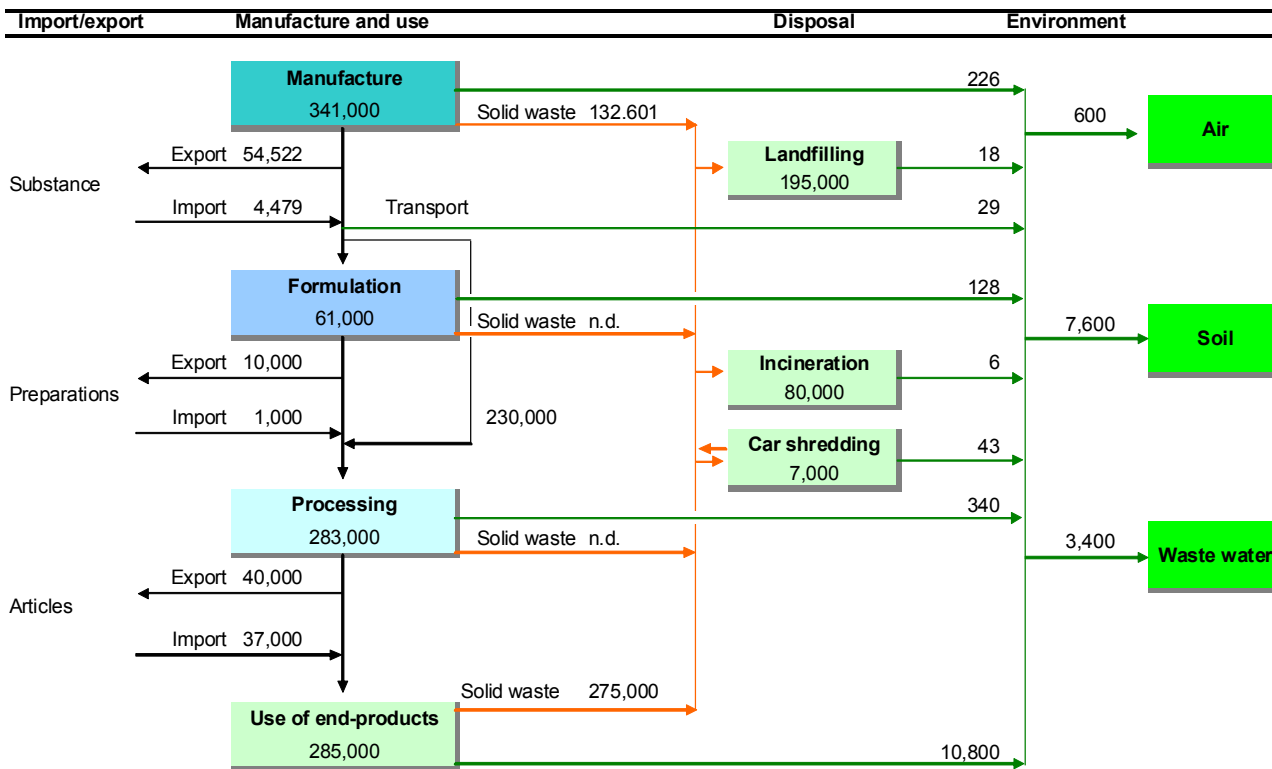 Import/export Manufacture and use Disposal Environment
Manufacture
341,000
226
Solid waste 132.601
600
Air
Export 54,522
Landfilling
195,000
18
Substance
Import 4,479
Transport
29
Formulation
61,000
128
Solid waste n.d.
7,600
Soil
Export 10,000
Incineration
80,000
6
Preparations
Import 1,000
230,000
Car shredding
7,000
43
Processing
283,000
340
Solid waste n.d.
3,400
Waste water
Export 40,000
Articles
Import 37,000
Solid waste 275,000
Use of end-products
285,000
10,800